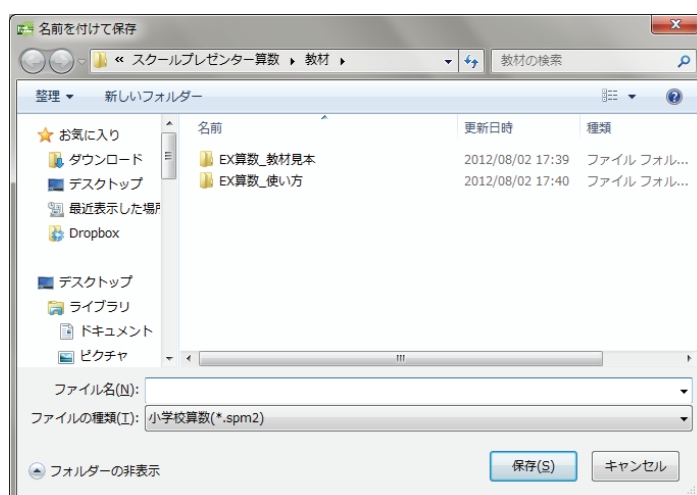 名前を付けて保存
« スクールプレゼンター算数 ▸ 教材 ▸
教材の検索
整理 ▼ 新しいフォルダー
お気に入り
ダウンロード
デスクトップ
最近表示した場所
Dropbox
デスクトップ
ライブラリ
ドキュメント
ピクチャ
名前 更新日時 種類
EX算数_教材見本 2012/08/02 17:39 ファイル フォル...
EX算数_使い方 2012/08/02 17:40 ファイル フォル...
ファイル名(N):
ファイルの種類(T): 小学校算数(*.spm2)
フォルダーの非表示
保存(S) キャンセル